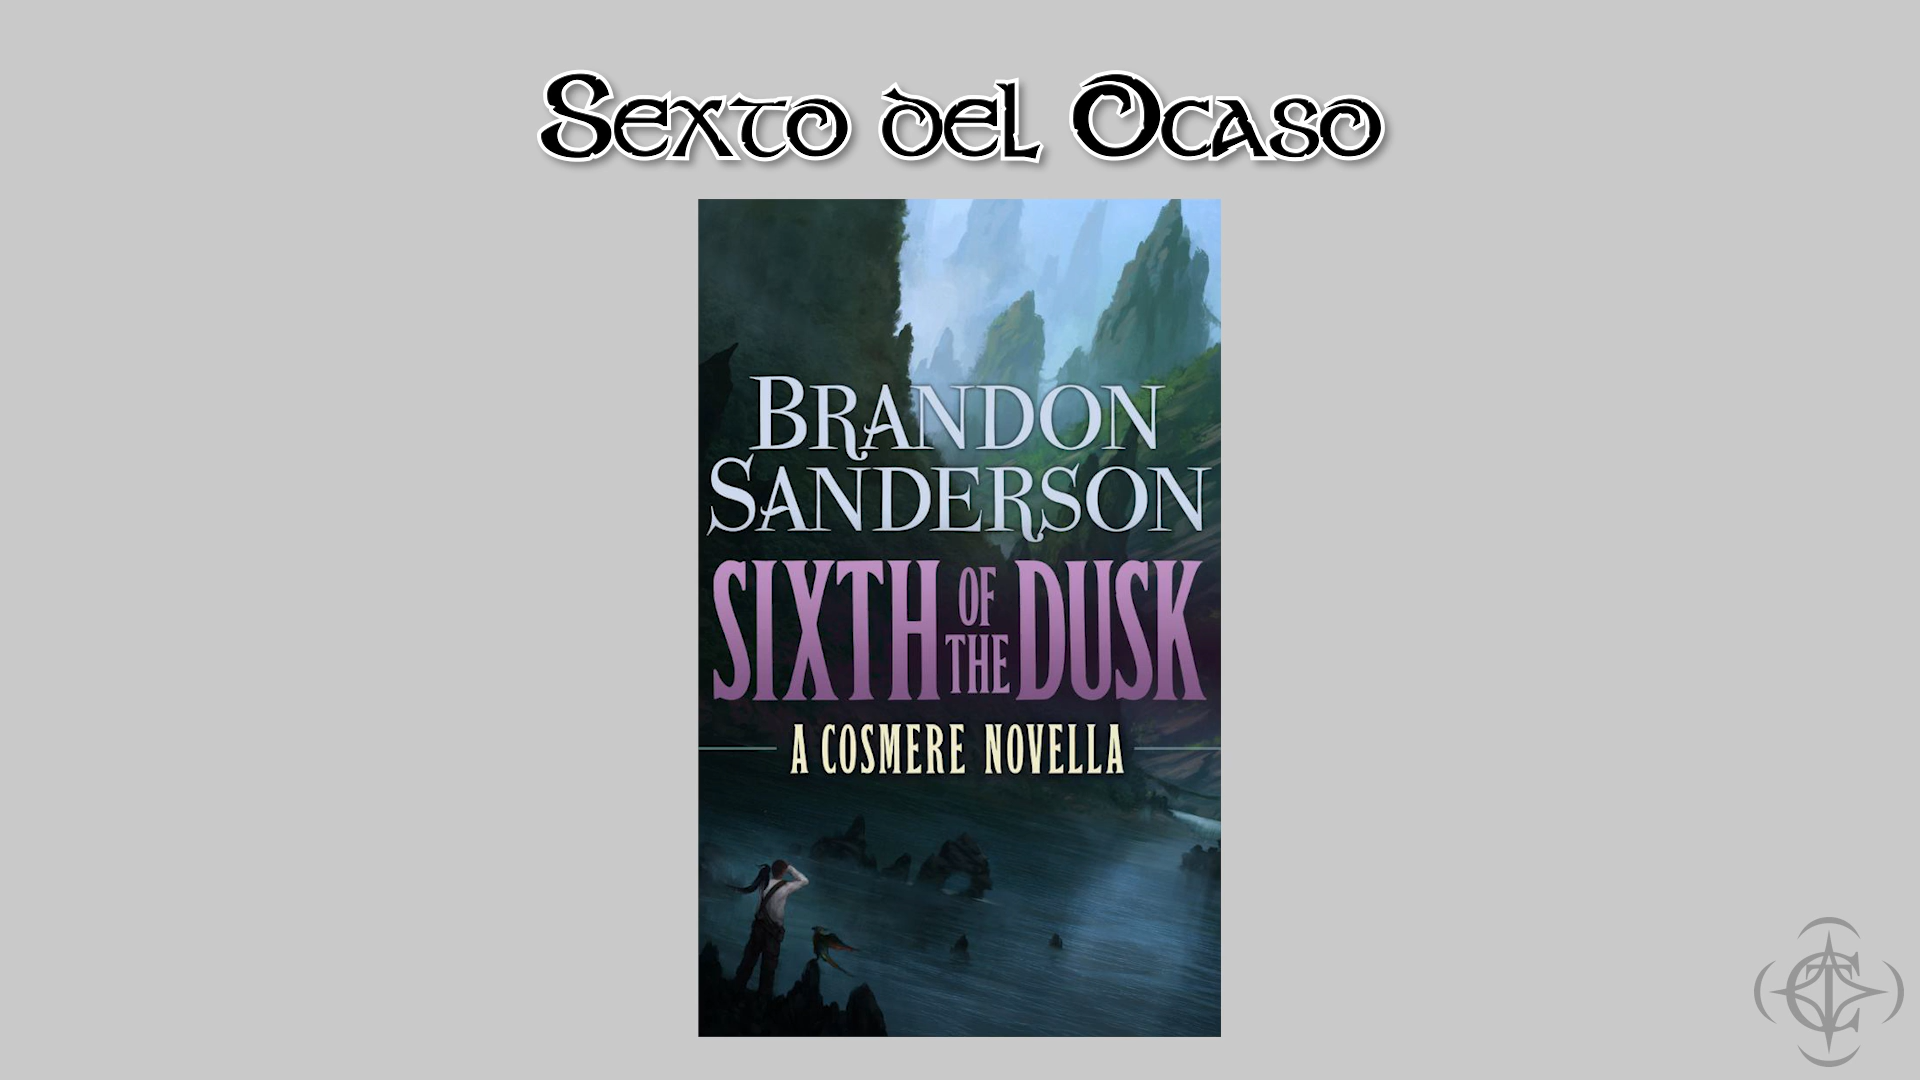 Sexto del Ocaso
BRANDON
SANDERSON
SIXTH OF THE DUSK
A COSMERE NOVELLA